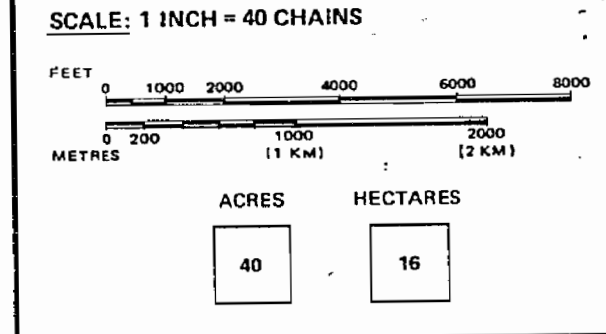 SCALE: 1 INCH = 40 CHAINS
FEET
0 1000 2000 4000 6000 8000
0 200 1000 2000
METRES (1 KM) (2 KM)
ACRES HECTARES
40 16